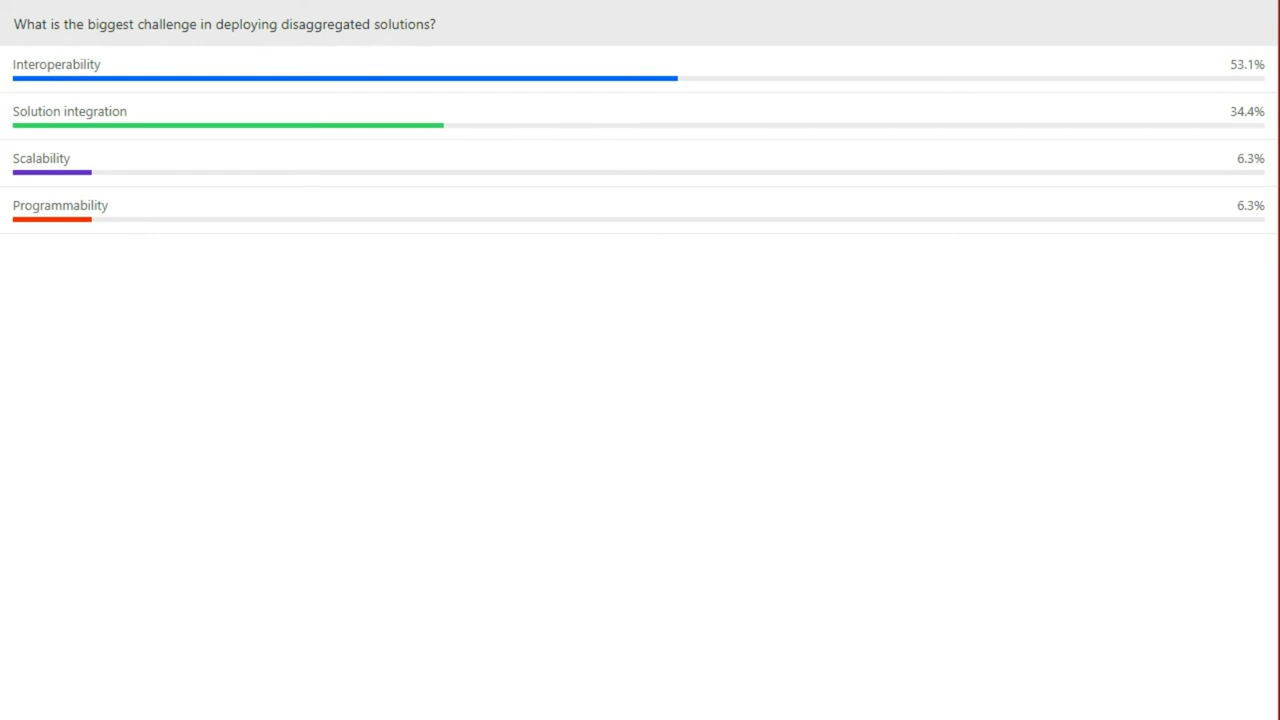 What is the biggest challenge in deploying disaggregated solutions?
Interoperability 53.1%
Solution integration 34.4%
Scalability 6.3%
Programmability 6.3%